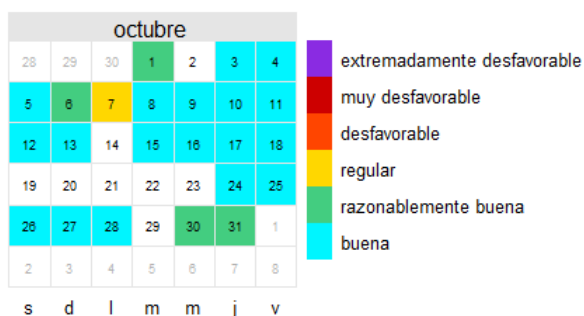 octubre
28 29 30 1 2 3 4
5 6 7 8 9 10 11
12 13 14 15 16 17 18
19 20 21 22 23 24 25
26 27 28 29 30 31 1
2 3 4 5 6 7 8
s d l m m j v
extremadamente desfavorable
muy desfavorable
desfavorable
regular
razonablemente buena
buena